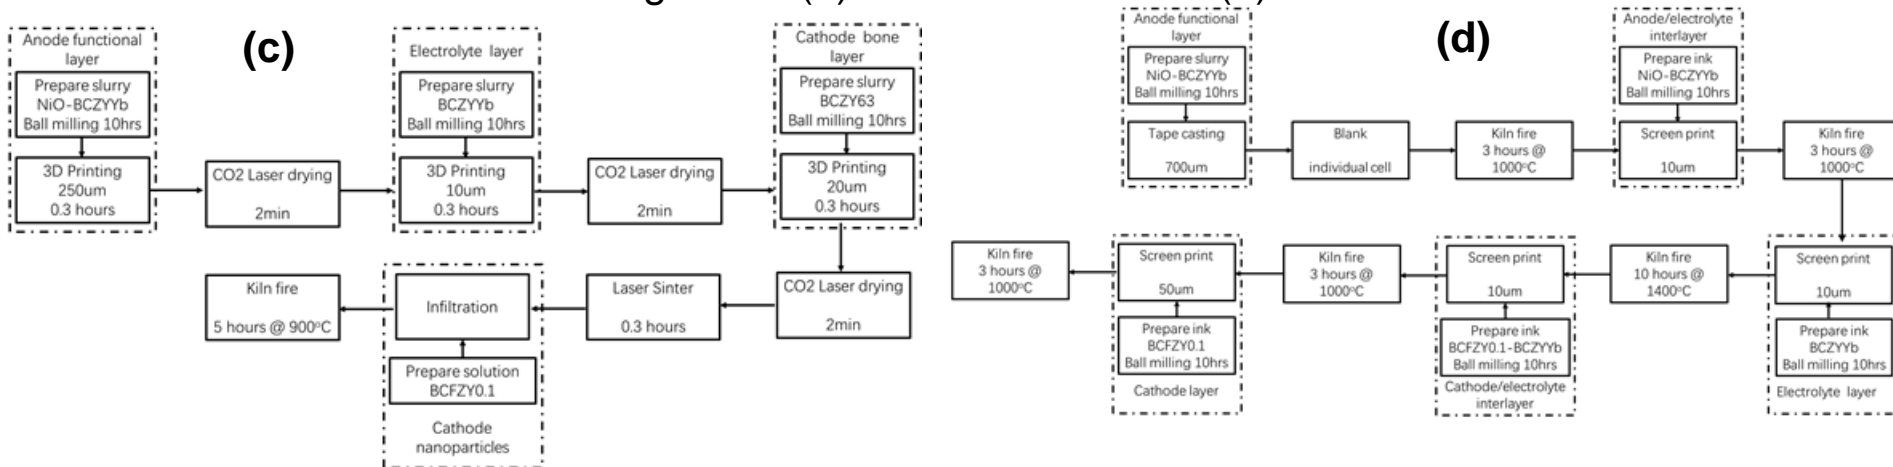 (c)
Anode functional
layer
Prepare slurry
NiO-BCZYYb
Ball milling 10hrs
3D Printing
250um
0.3 hours
CO2 Laser drying
2min
Electrolyte layer
Prepare slurry
BCZYYb
Ball milling 10hrs
3D Printing
10um
0.3 hours
CO2 Laser drying
2min
Cathode bone
layer
Prepare slurry
BCZY63
Ball milling 10hrs
3D Printing
20um
0.3 hours
CO2 Laser drying
2min
Laser Sinter
0.3 hours
Infiltration
Prepare solution
BCFZY0.1
Cathode
nanoparticles
Kiln fire
5 hours @ 900°C
(d)
Anode functional
layer
Prepare slurry
NiO-BCZYYb
Ball milling 10hrs
Tape casting
700um
Blank
individual cell
Kiln fire
3 hours @
1000°C
Anode/electrolyte
interlayer
Prepare ink
NiO-BCZYYb
Ball milling 10hrs
Screen print
10um
Kiln fire
3 hours @
1000°C
Screen print
10um
Prepare ink
BCZYYb
Ball milling 10hrs
Electrolyte layer
Kiln fire
10 hours @
1400°C
Screen print
10um
Prepare ink
BCFZY0.1-BCZYYb
Ball milling 10hrs
Cathode/electrolyte
interlayer
Kiln fire
3 hours @
1000°C
Screen print
50um
Prepare ink
BCFZY0.1
Ball milling 10hrs
Cathode layer
Kiln fire
3 hours @
1000°C